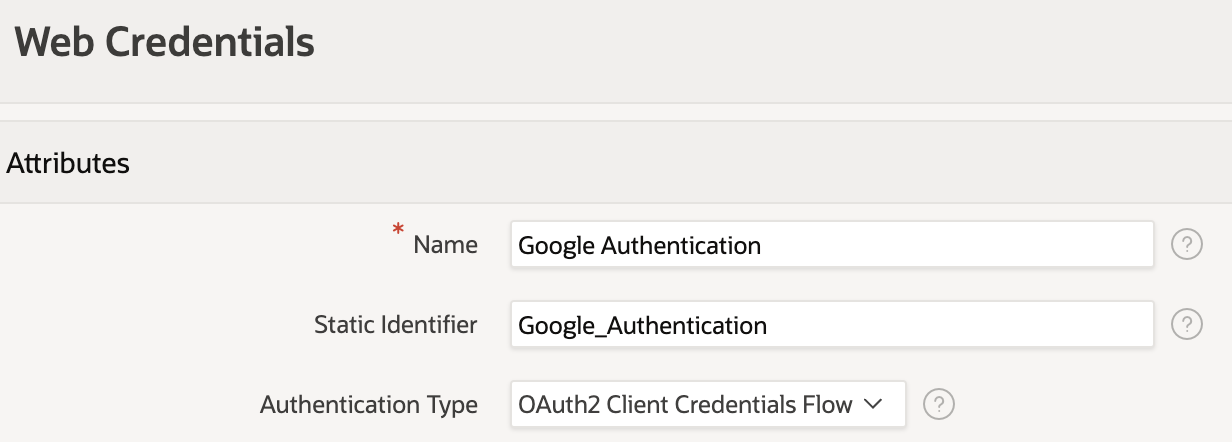 Web Credentials
Attributes
* Name Google Authentication ?
Static Identifier Google_Authentication ?
Authentication Type OAuth2 Client Credentials Flow ?